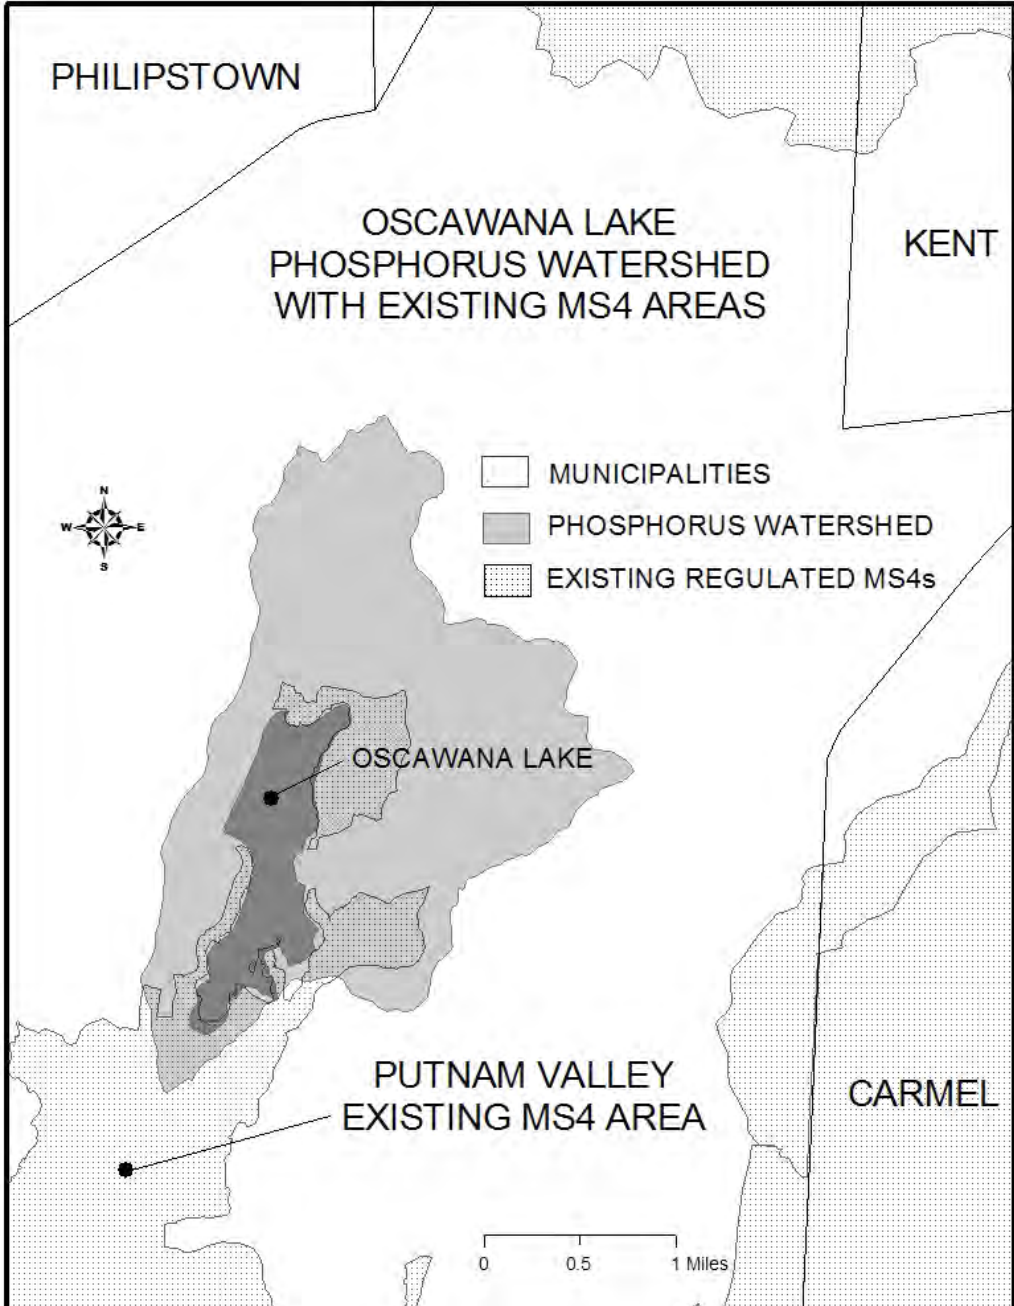 PHILIPSTOWN
OSCAWANA LAKE
PHOSPHORUS WATERSHED
WITH EXISTING MS4 AREAS
KENT
MUNICIPALITIES
PHOSPHORUS WATERSHED
EXISTING REGULATED MS4s
N
W E
S
OSCAWANA LAKE
PUTNAM VALLEY
EXISTING MS4 AREA
CARMEL
0 0.5 1 Miles